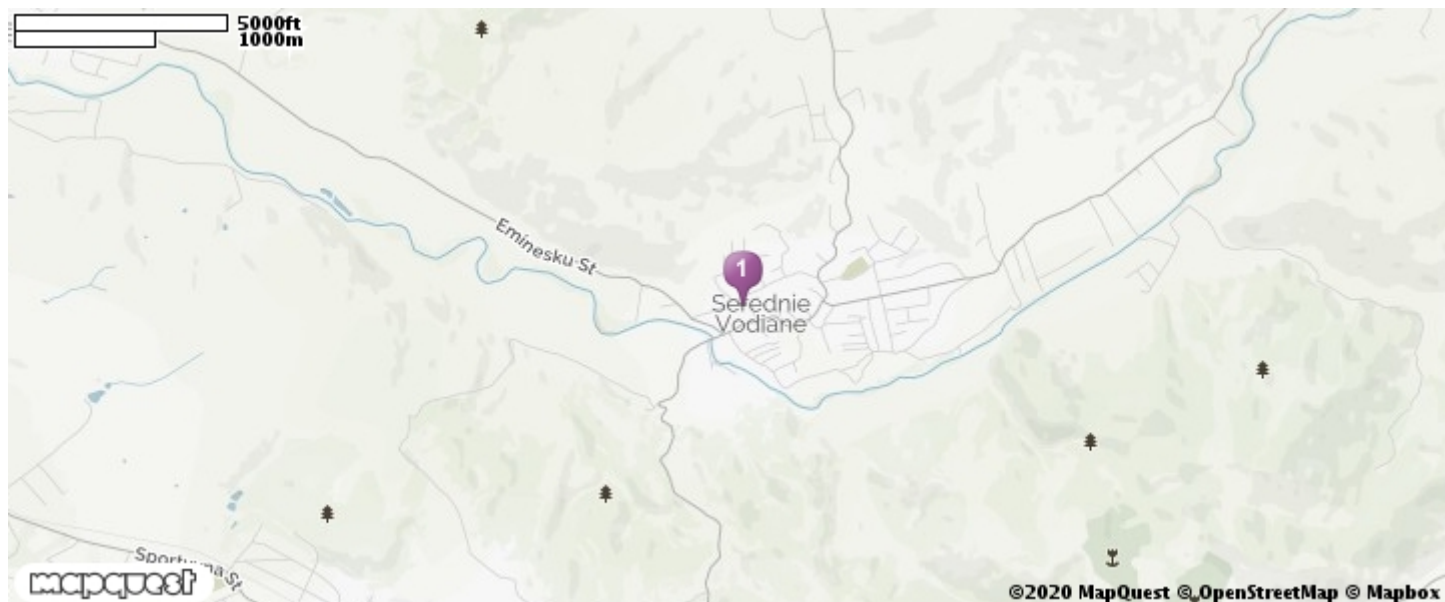 5000ft
1000m
Eminesku St
1
Serednie
Vodiane
Sportyvna St
mapquest
©2020 MapQuest © OpenStreetMap © Mapbox